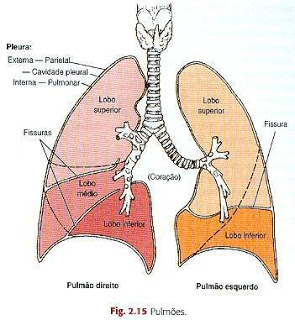 Pleura:
Externa — Parietal
Cavidade pleural
Interna — Pulmonar
Lobo
superior
Lobo
superior
Fissuras
Fissura
Lobo
médio
(Coração)
Lobo inferior
Lobo inferior
Pulmão direito
Pulmão esquerdo
Fig. 2.15 Pulmões.